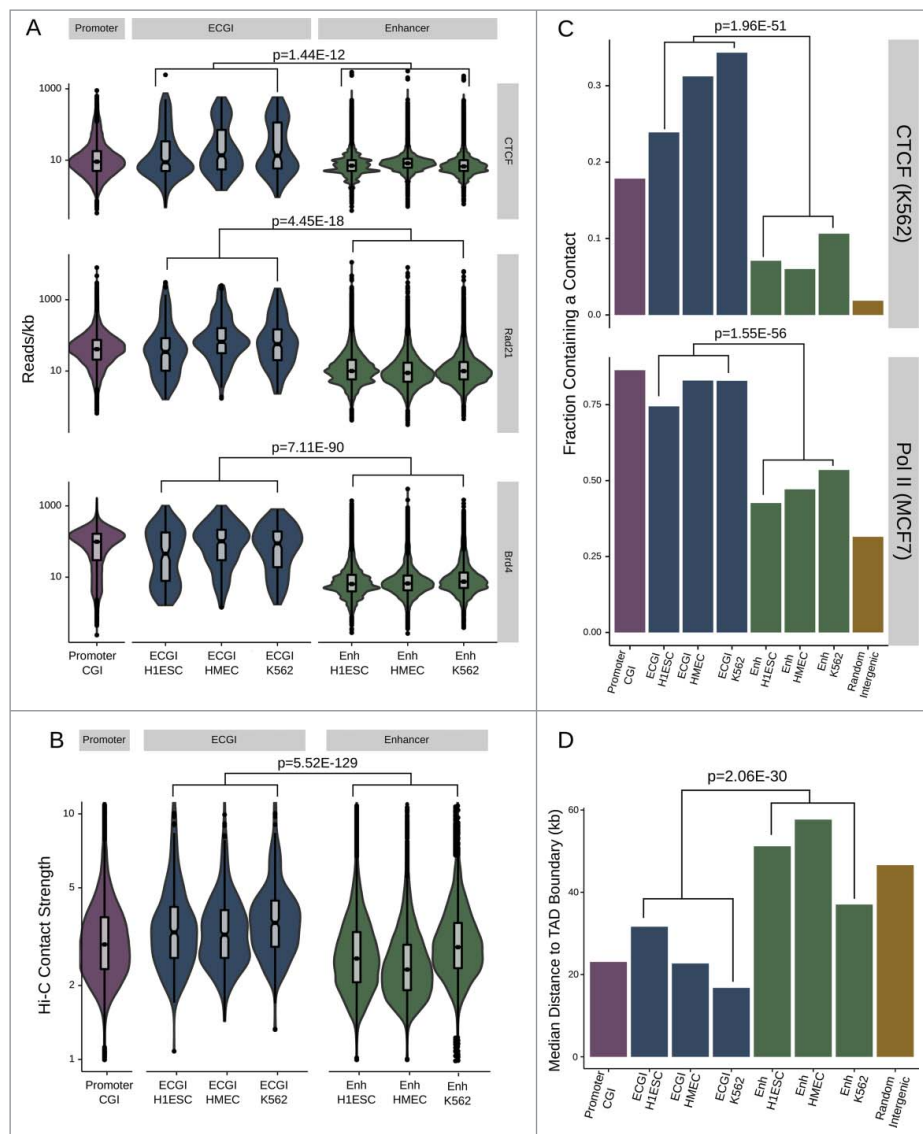 A
Promoter
ECGI
Enhancer
p=1.44E-12
1000
10
CTCF
p=4.45E-18
1000
10
Rad21
Reads/kb
p=7.11E-90
1000
10
Brd4
Promoter
CGI
ECGI
H1ESC
ECGI
HMEC
ECGI
K562
Enh
H1ESC
Enh
HMEC
Enh
K562
B
Promoter
ECGI
Enhancer
p=5.52E-129
10
5
2
1
Hi-C Contact Strength
Promoter
CGI
ECGI
H1ESC
ECGI
HMEC
ECGI
K562
Enh
H1ESC
Enh
HMEC
Enh
K562
C
p=1.96E-51
0.3
0.2
0.1
0.0
CTCF (K562)
Fraction Containing a Contact
p=1.55E-56
0.75
0.50
0.25
0.00
Pol II (MCF7)
Promoter
CGI
ECGI
H1ESC
ECGI
HMEC
ECGI
K562
Enh
H1ESC
Enh
HMEC
Enh
K562
Random
Intergenic
D
p=2.06E-30
60
40
20
0
Median Distance to TAD Boundary (kb)
Promoter
CGI
ECGI
H1ESC
ECGI
HMEC
ECGI
K562
Enh
H1ESC
Enh
HMEC
Enh
K562
Random
Intergenic